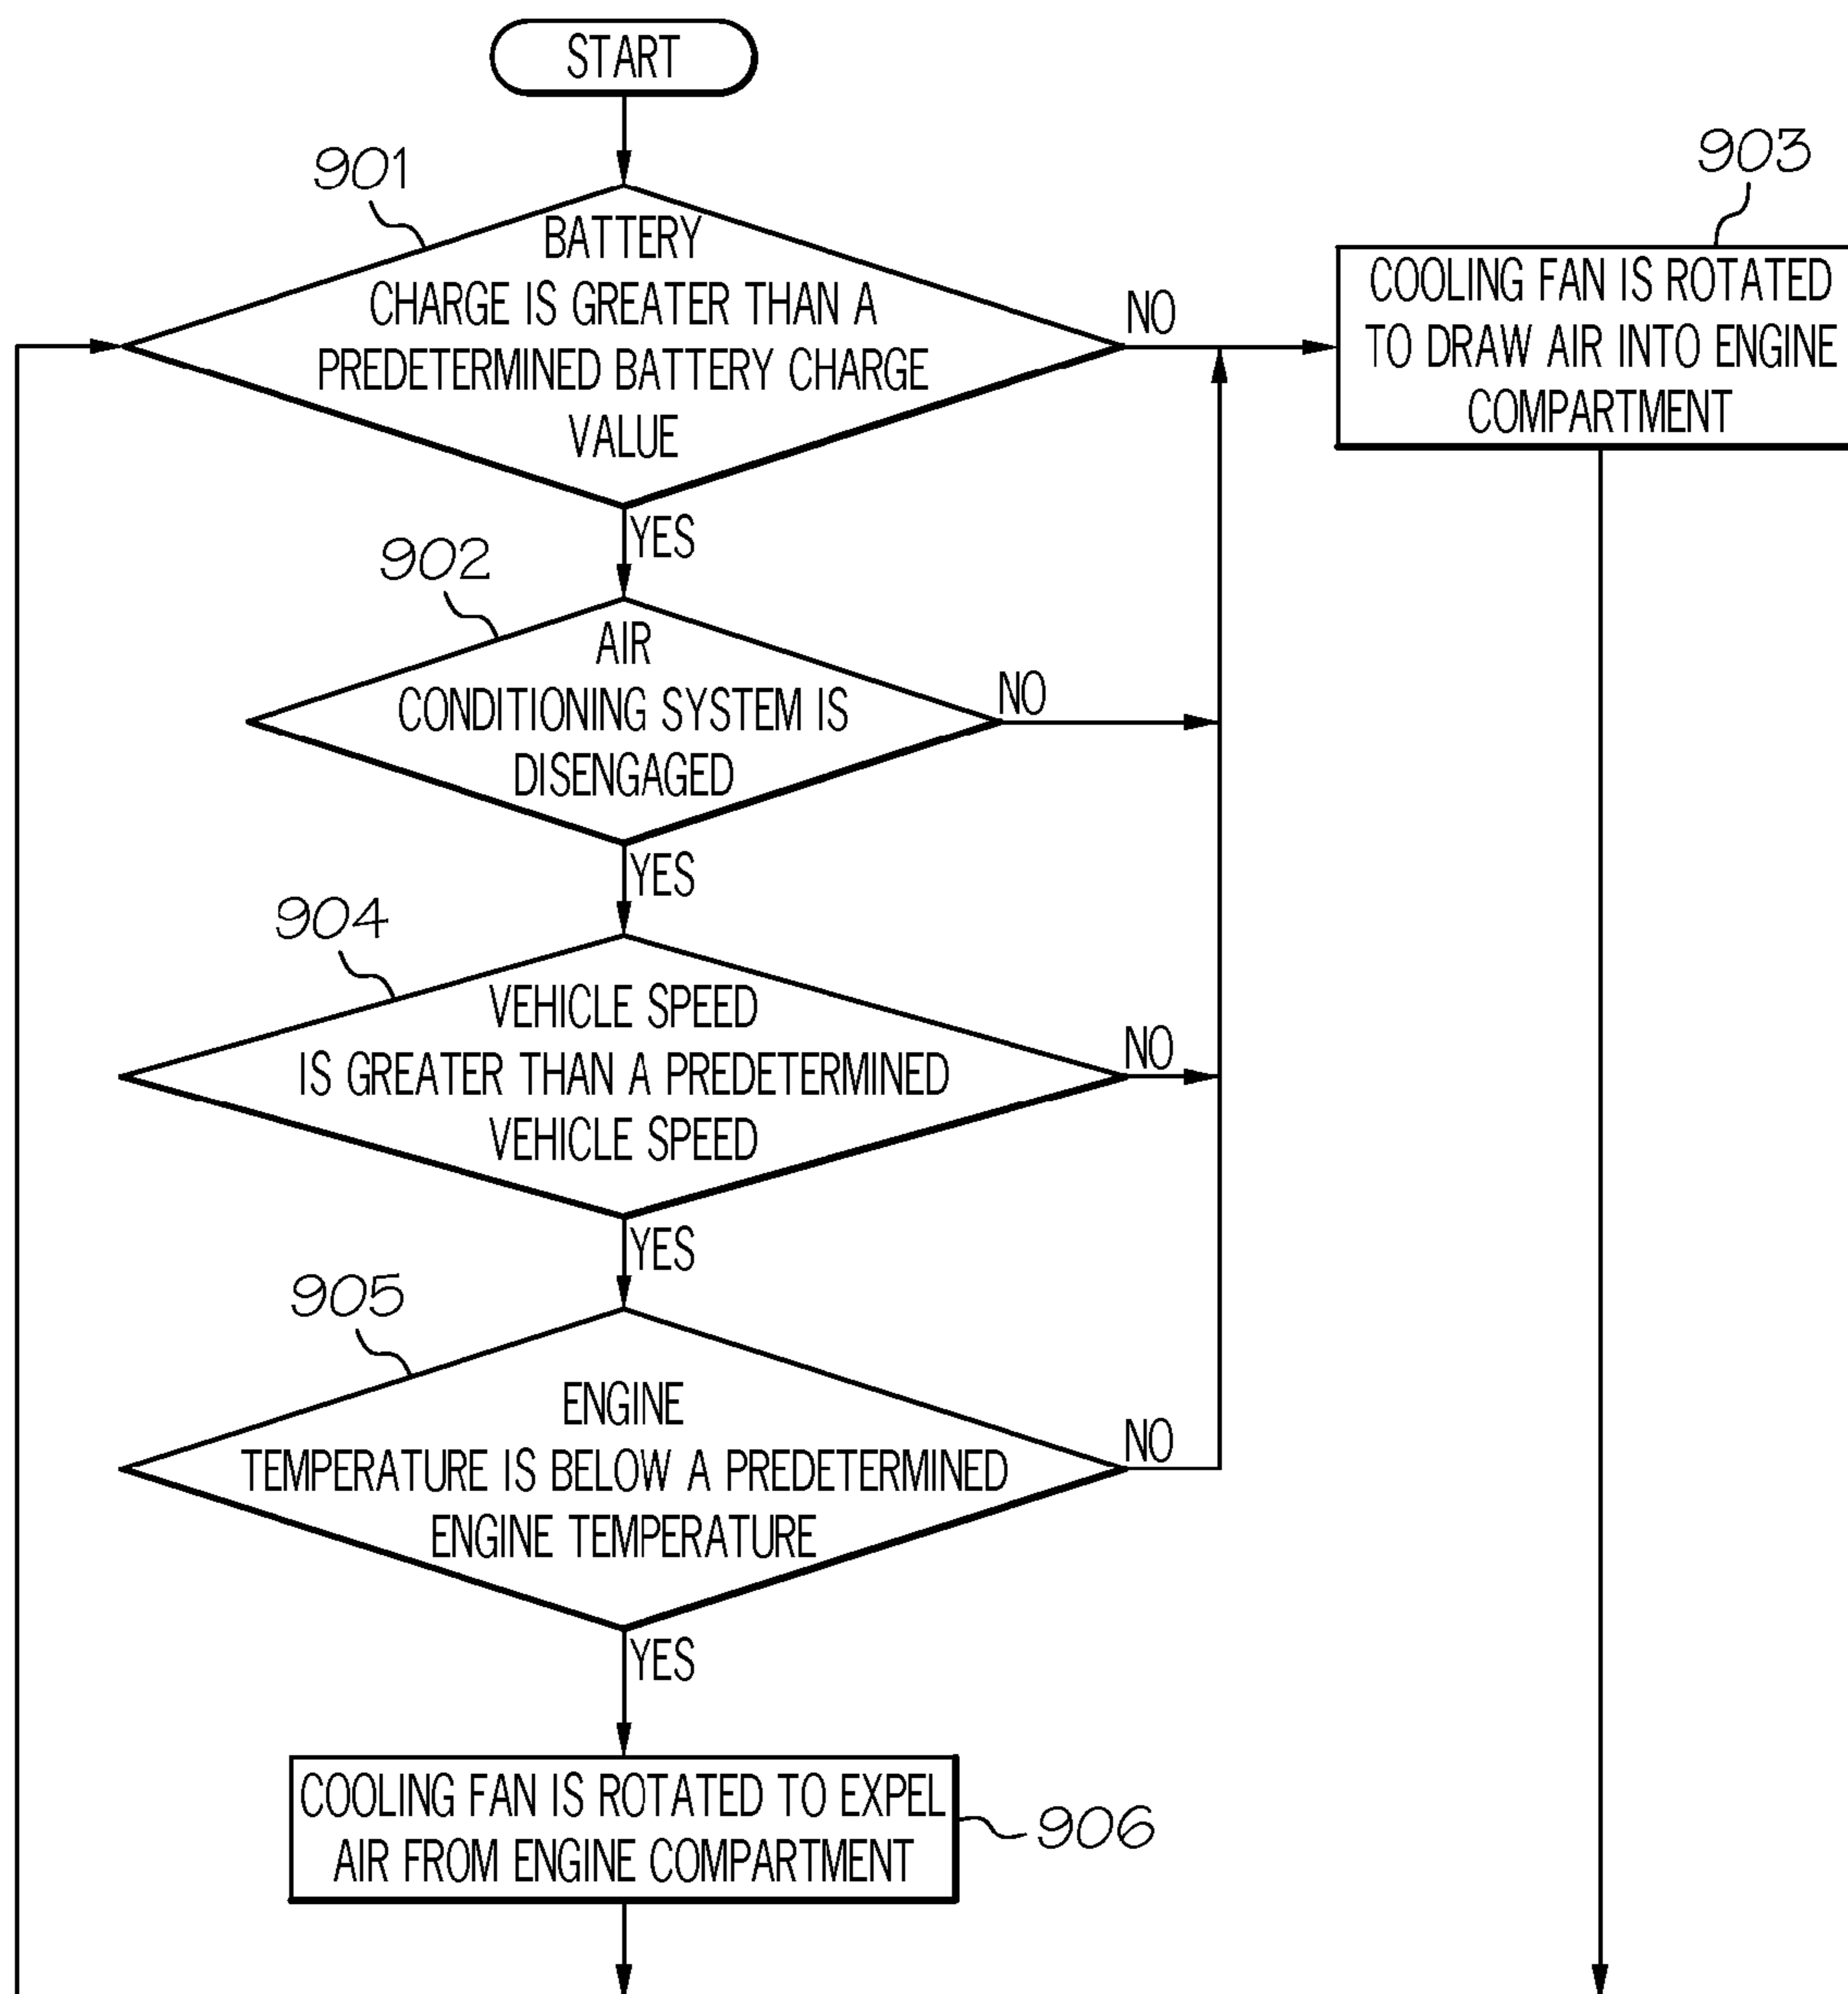 START
901
BATTERY
CHARGE IS GREATER THAN A
PREDETERMINED BATTERY CHARGE
VALUE
NO
903
COOLING FAN IS ROTATED
TO DRAW AIR INTO ENGINE
COMPARTMENT
YES
902
AIR
CONDITIONING SYSTEM IS
DISENGAGED
NO
YES
904
VEHICLE SPEED
IS GREATER THAN A PREDETERMINED
VEHICLE SPEED
NO
YES
905
ENGINE
TEMPERATURE IS BELOW A PREDETERMINED
ENGINE TEMPERATURE
NO
YES
COOLING FAN IS ROTATED TO EXPEL
AIR FROM ENGINE COMPARTMENT
906